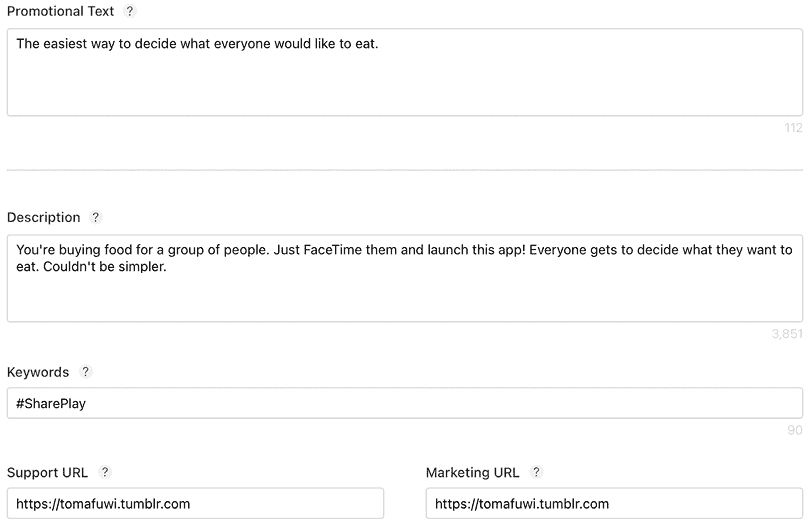 Promotional Text ?
The easiest way to decide what everyone would like to eat.
112
Description ?
You're buying food for a group of people. Just FaceTime them and launch this app! Everyone gets to decide what they want to
eat. Couldn't be simpler.
3,851
Keywords ?
#SharePlay
90
Support URL ? Marketing URL ?
https://tomafuwi.tumblr.com https://tomafuwi.tumblr.com